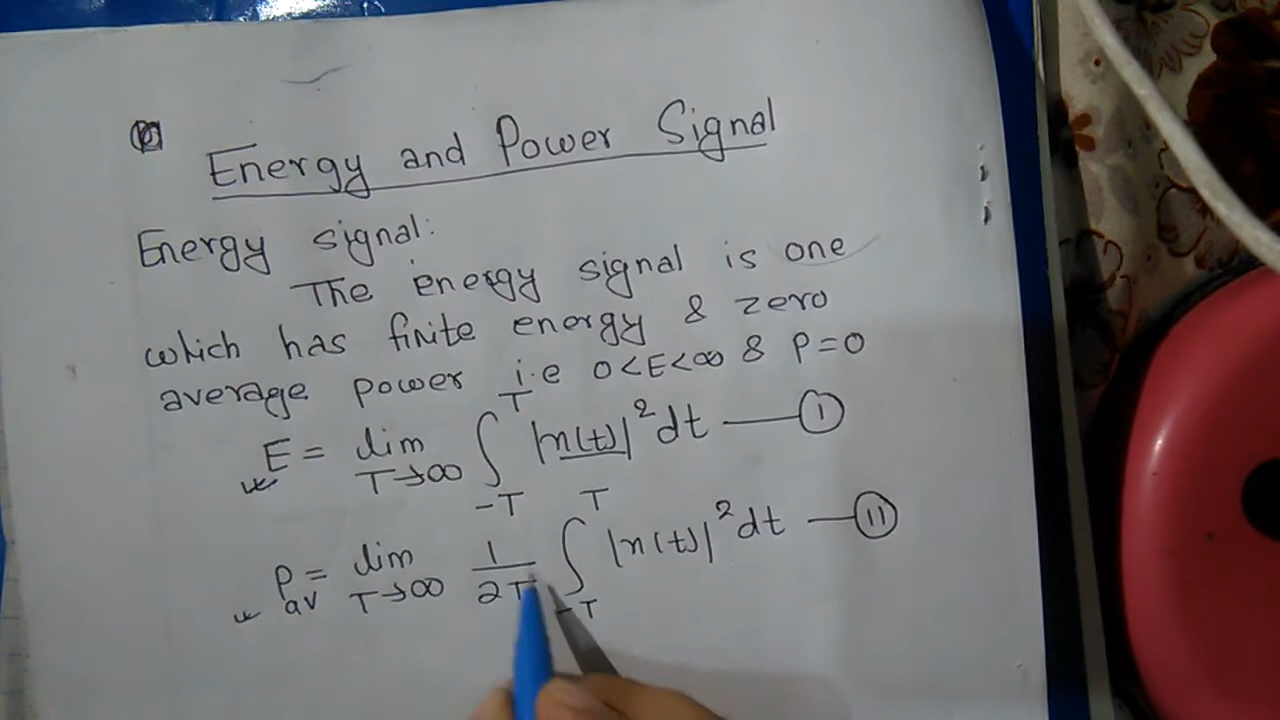 Energy and Power Signal
Energy signal:
The energy signal is one
which has finite energy & zero
average power i.e 0<E<∞ & P=0
E = lim T→∞ ∫_{-T}^{T} |x(t)|² dt — (I)
P_av = lim T→∞ 1/2T ∫_{-T}^{T} |x(t)|² dt — (II)